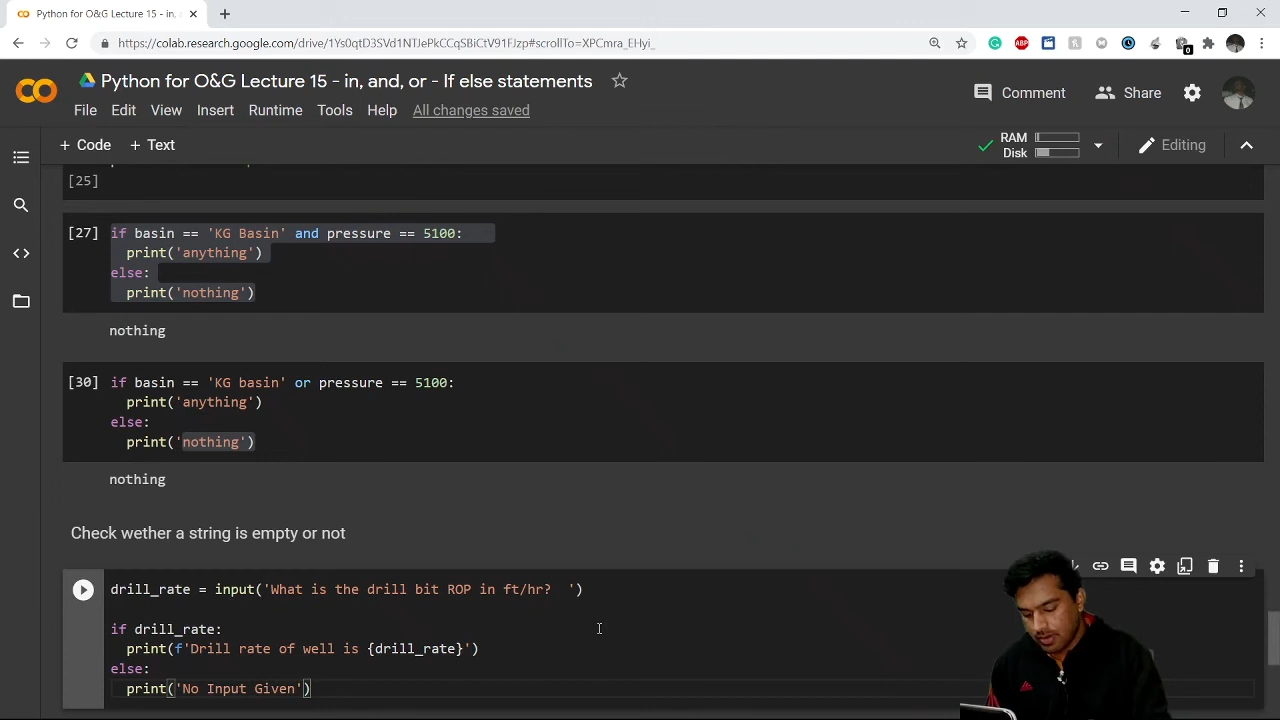 Python for O&G Lecture 15 - in, a
https://colab.research.google.com/drive/1Ys0qtD3SVd1NTJePkCCqSBiCtV91FJzp#scrollTo=XPCmra_EHyi_
Python for O&G Lecture 15 - in, and, or - If else statements
Comment
Share
File Edit View Insert Runtime Tools Help All changes saved
+ Code + Text
RAM
Disk
Editing
[25]
[27] if basin == 'KG Basin' and pressure == 5100:
print('anything')
else:
print('nothing')
nothing
[30] if basin == 'KG basin' or pressure == 5100:
print('anything')
else:
print('nothing')
nothing
Check wether a string is empty or not
drill_rate = input('What is the drill bit ROP in ft/hr?  ')
if drill_rate:
print(f'Drill rate of well is {drill_rate}')
else:
print('No Input Given')